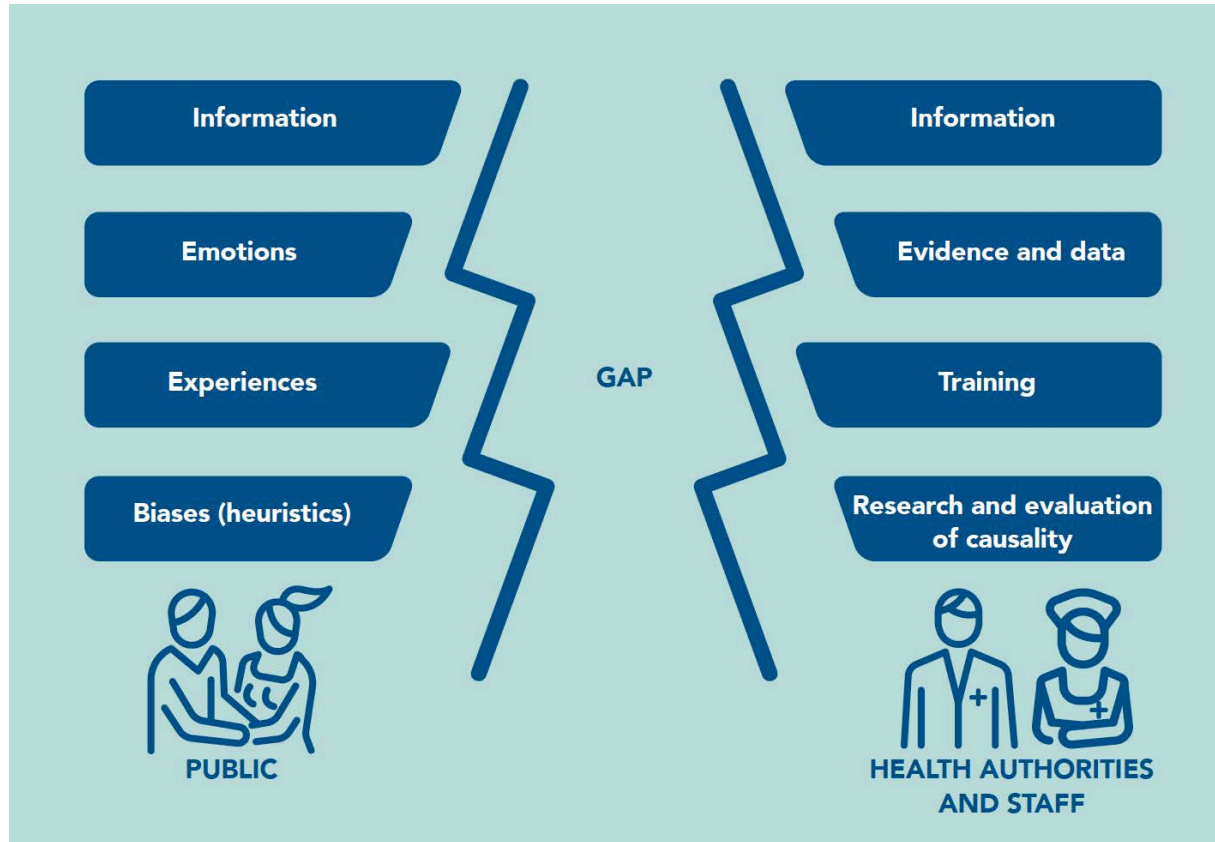 Information
Emotions
Experiences
Biases (heuristics)
PUBLIC
GAP
Information
Evidence and data
Training
Research and evaluation
of causality
HEALTH AUTHORITIES
AND STAFF